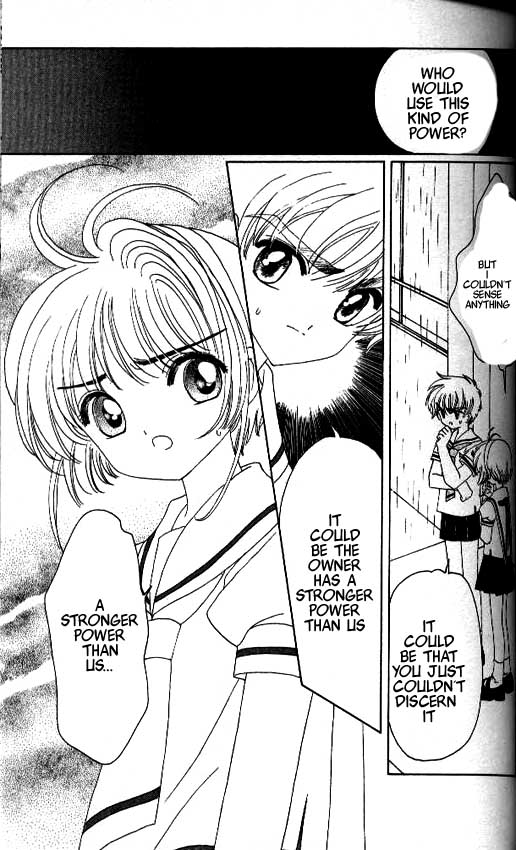 WHO
WOULD
USE THIS
KIND OF
POWER?
BUT
I
COULDN'T
SENSE
ANYTHING
IT
COULD
BE THAT
YOU JUST
COULDN'T
DISCERN
IT
IT
COULD
BE THE
OWNER
HAS A
STRONGER
POWER
THAN US
A
STRONGER
POWER THAN
US...